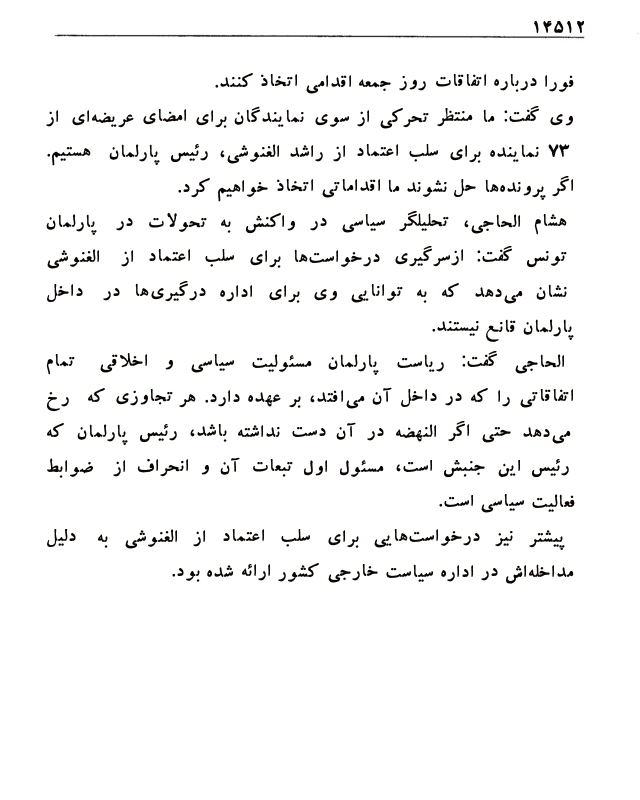 ۱۴۵۱۲
فورا درباره اتفاقات روز جمعه اقدامی اتخاذ کنند.
وی گفت: ما منتظر تحرکی از سوی نمایندگان برای امضای عریضه‌ای از
۷۳ نماینده برای سلب اعتماد از راشد الغنوشی، رئیس پارلمان هستیم.
اگر پرونده‌ها حل نشوند ما اقداماتی اتخاذ خواهیم کرد.
هشام الحاجی، تحلیلگر سیاسی در واکنش به تحولات در پارلمان
تونس گفت: ازسرگیری درخواست‌ها برای سلب اعتماد از الغنوشی
نشان می‌دهد که به توانایی وی برای اداره درگیری‌ها در داخل
پارلمان قانع نیستند.
الحاجی گفت: ریاست پارلمان مسئولیت سیاسی و اخلاقی تمام
اتفاقاتی را که در داخل آن می‌افتد، بر عهده دارد. هر تجاوزی که رخ
می‌دهد حتی اگر النهضه در آن دست نداشته باشد، رئیس پارلمان که
رئیس این جنبش است، مسئول اول تبعات آن و انحراف از ضوابط
فعالیت سیاسی است.
پیشتر نیز درخواست‌هایی برای سلب اعتماد از الغنوشی به دلیل
مداخله‌اش در اداره سیاست خارجی کشور ارائه شده بود.